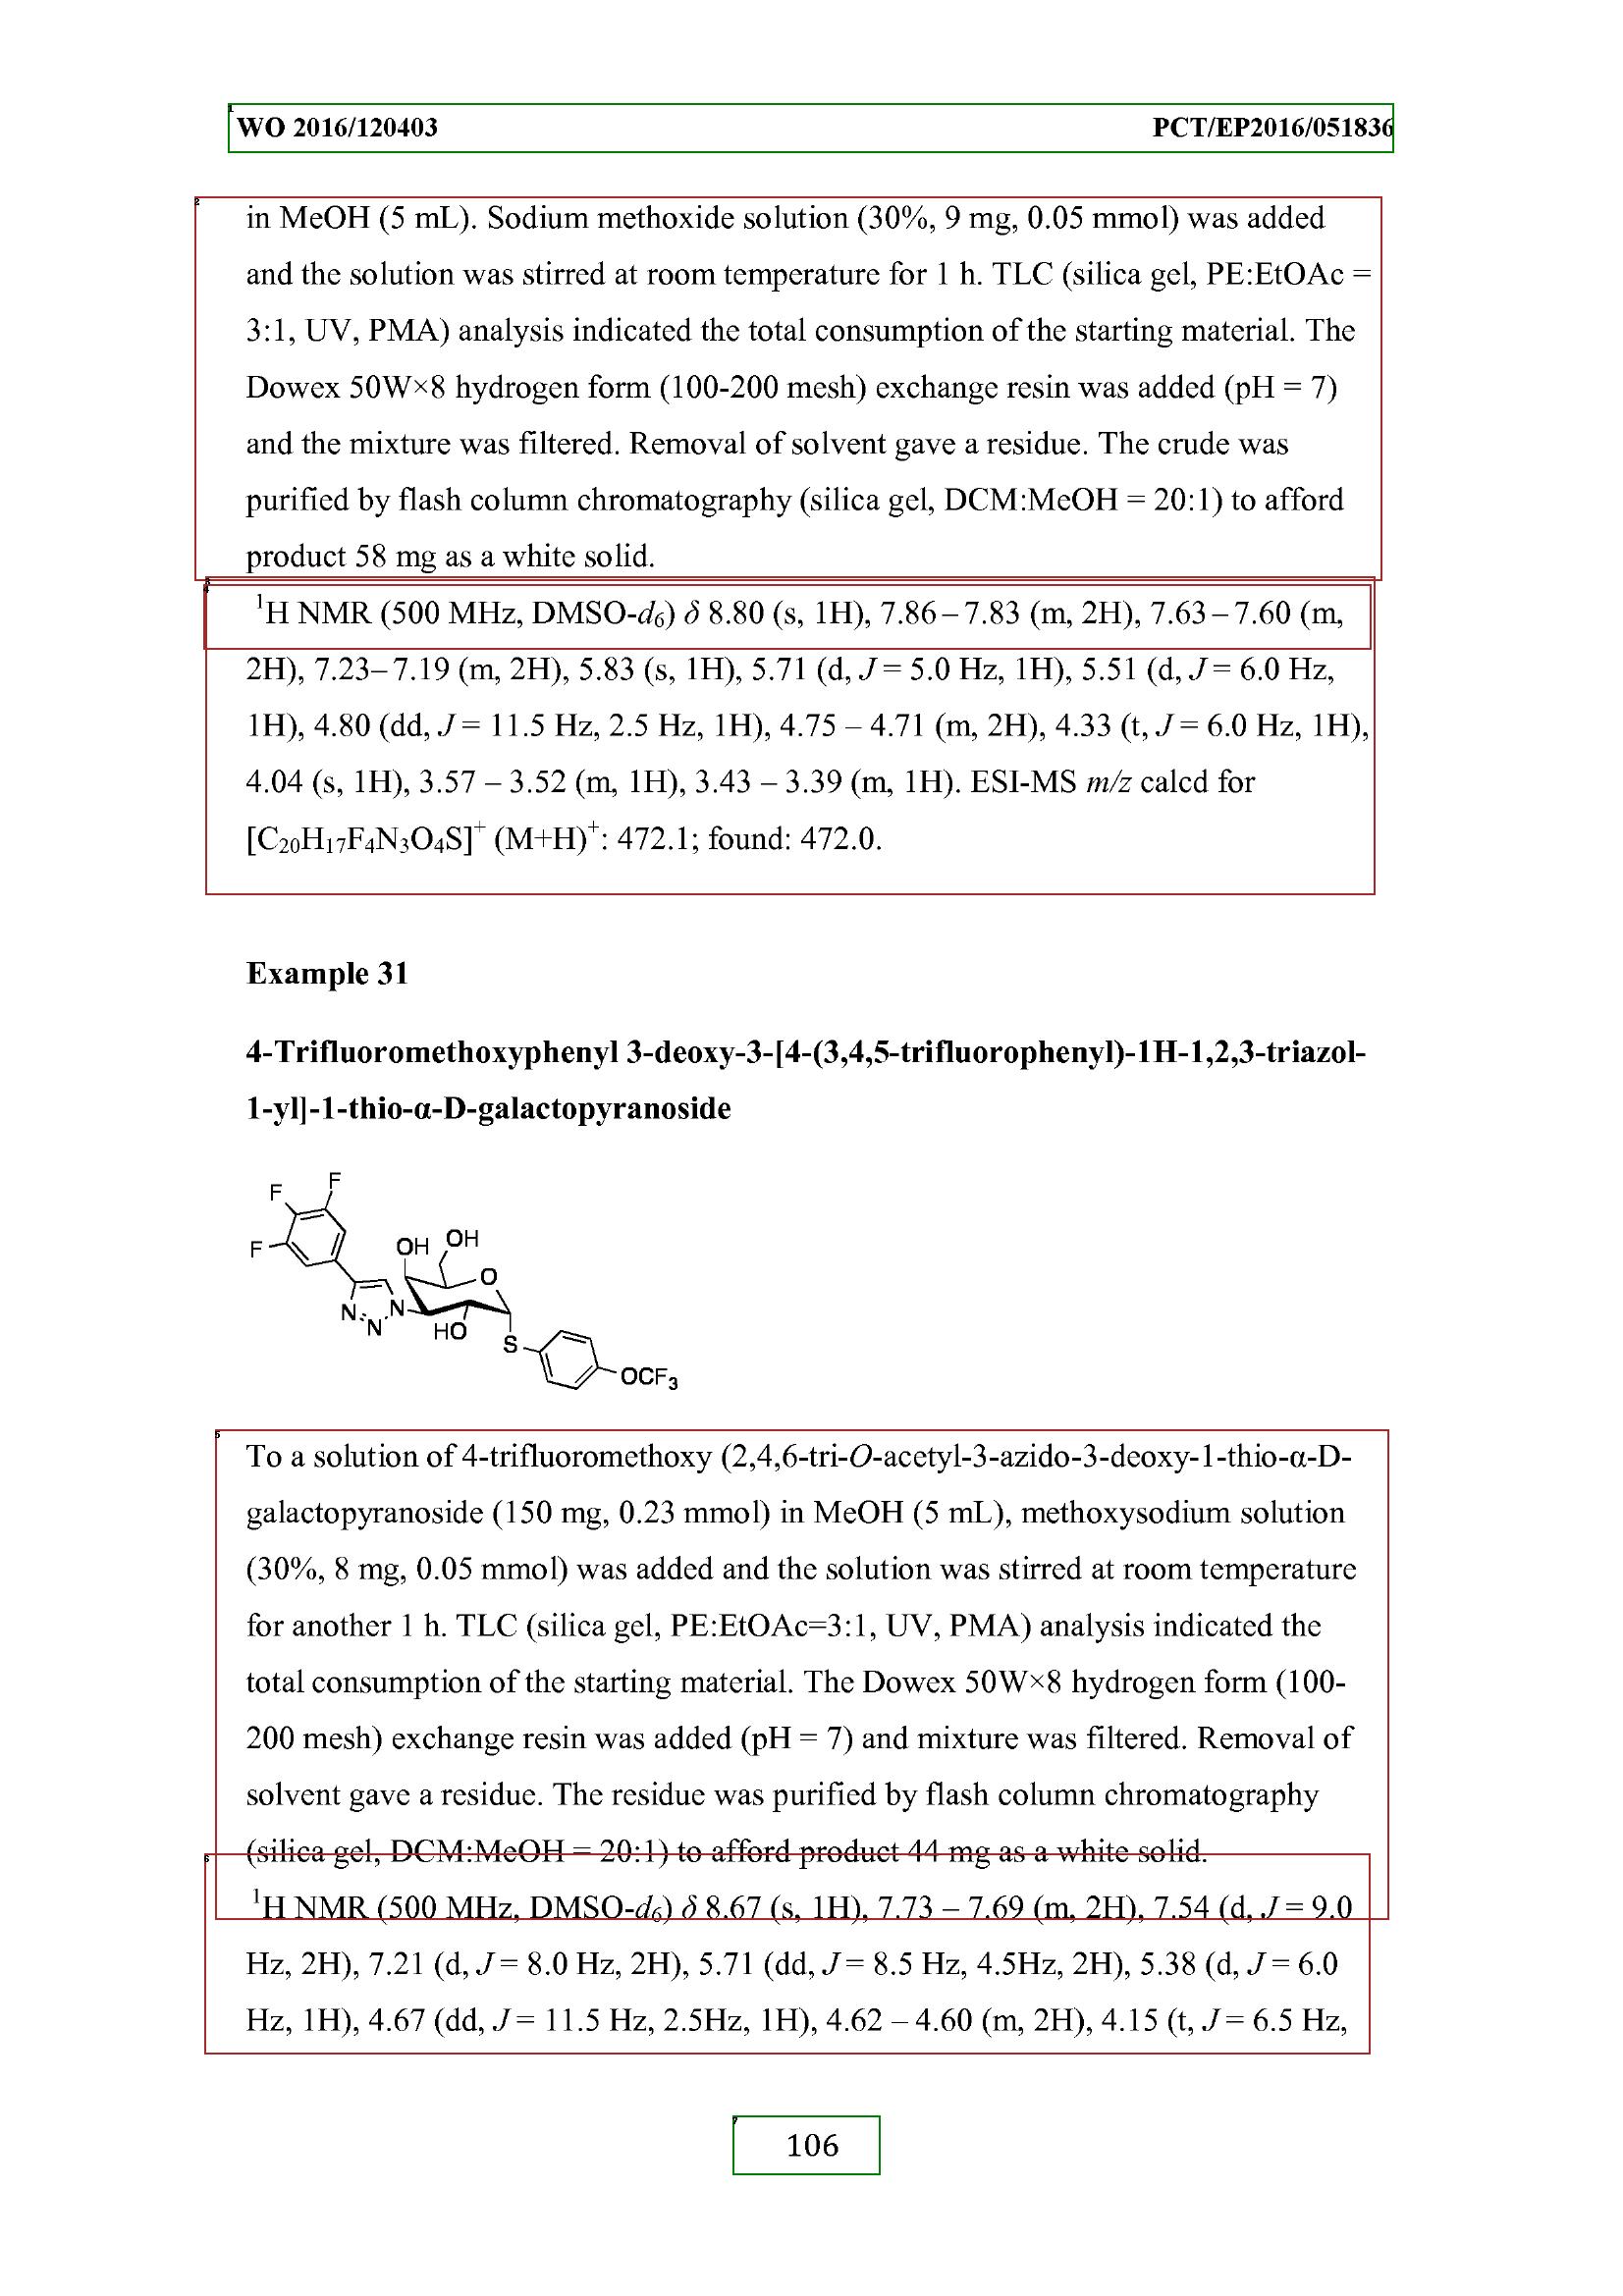 WO 2016/120403 PCT/EP2016/051836
in MeOH (5 mL). Sodium methoxide solution (30%, 9 mg, 0.05 mmol) was added
and the solution was stirred at room temperature for 1 h. TLC (silica gel, PE:EtOAc =
3:1, UV, PMA) analysis indicated the total consumption of the starting material. The
Dowex 50W×8 hydrogen form (100-200 mesh) exchange resin was added (pH = 7)
and the mixture was filtered. Removal of solvent gave a residue. The crude was
purified by flash column chromatography (silica gel, DCM:MeOH = 20:1) to afford
product 58 mg as a white solid.
¹H NMR (500 MHz, DMSO-d₆) δ 8.80 (s, 1H), 7.86 – 7.83 (m, 2H), 7.63 – 7.60 (m,
2H), 7.23– 7.19 (m, 2H), 5.83 (s, 1H), 5.71 (d, J = 5.0 Hz, 1H), 5.51 (d, J = 6.0 Hz,
1H), 4.80 (dd, J = 11.5 Hz, 2.5 Hz, 1H), 4.75 – 4.71 (m, 2H), 4.33 (t, J = 6.0 Hz, 1H),
4.04 (s, 1H), 3.57 – 3.52 (m, 1H), 3.43 – 3.39 (m, 1H). ESI-MS m/z calcd for
[C₂₀H₁₇F₄N₃O₄S]⁺ (M+H)⁺: 472.1; found: 472.0.
Example 31
4-Trifluoromethoxyphenyl 3-deoxy-3-[4-(3,4,5-trifluorophenyl)-1H-1,2,3-triazol-
1-yl]-1-thio-α-D-galactopyranoside
F
F
F
OH
OH
O
N
N
N
HO
S
OCF₃
To a solution of 4-trifluoromethoxy (2,4,6-tri-O-acetyl-3-azido-3-deoxy-1-thio-α-D-
galactopyranoside (150 mg, 0.23 mmol) in MeOH (5 mL), methoxysodium solution
(30%, 8 mg, 0.05 mmol) was added and the solution was stirred at room temperature
for another 1 h. TLC (silica gel, PE:EtOAc=3:1, UV, PMA) analysis indicated the
total consumption of the starting material. The Dowex 50W×8 hydrogen form (100-
200 mesh) exchange resin was added (pH = 7) and mixture was filtered. Removal of
solvent gave a residue. The residue was purified by flash column chromatography
(silica gel, DCM:MeOH = 20:1) to afford product 44 mg as a white solid.
¹H NMR (500 MHz, DMSO-d₆) δ 8.67 (s, 1H), 7.73 – 7.69 (m, 2H), 7.54 (d, J = 9.0
Hz, 2H), 7.21 (d, J = 8.0 Hz, 2H), 5.71 (dd, J = 8.5 Hz, 4.5Hz, 2H), 5.38 (d, J = 6.0
Hz, 1H), 4.67 (dd, J = 11.5 Hz, 2.5Hz, 1H), 4.62 – 4.60 (m, 2H), 4.15 (t, J = 6.5 Hz,
106